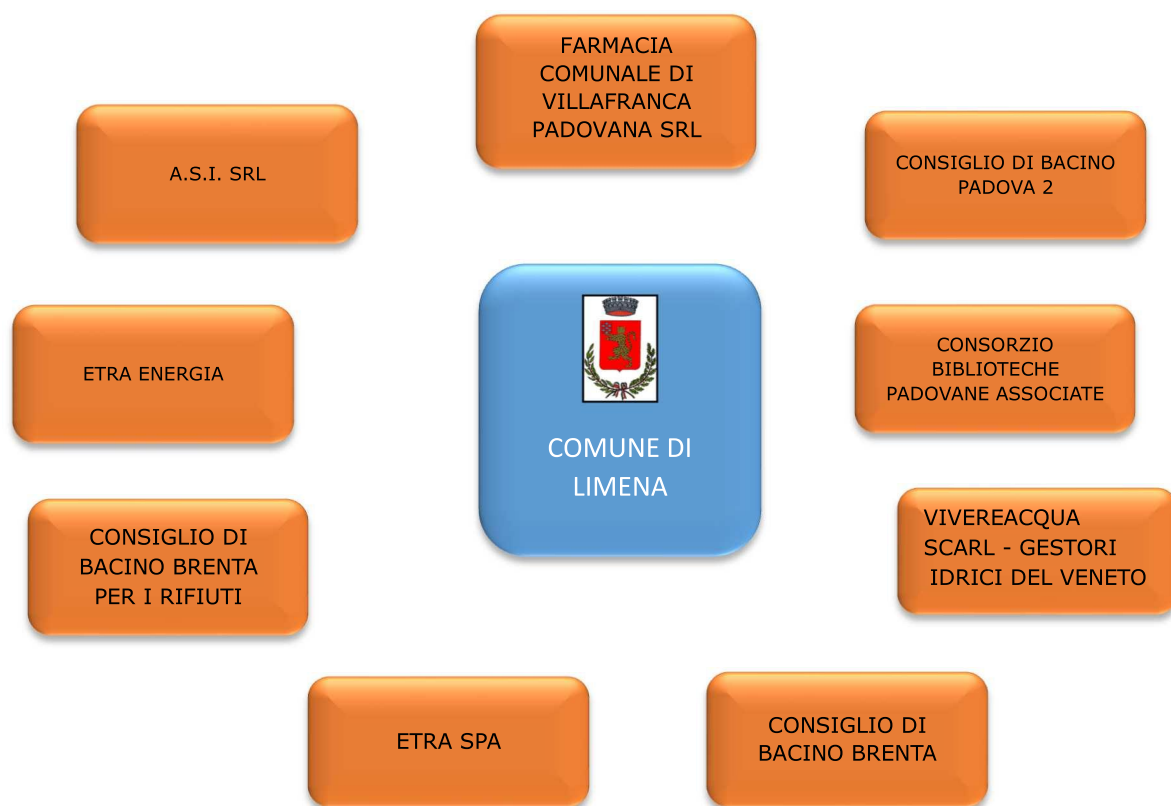 FARMACIA
COMUNALE DI
VILLAFRANCA
PADOVANA SRL
A.S.I. SRL
CONSIGLIO DI BACINO
PADOVA 2
ETRA ENERGIA
COMUNE DI
LIMENA
CONSORZIO
BIBLIOTECHE
PADOVANE ASSOCIATE
CONSIGLIO DI
BACINO BRENTA
PER I RIFIUTI
VIVEREACQUA
SCARL - GESTORI
IDRICI DEL VENETO
ETRA SPA
CONSIGLIO DI
BACINO BRENTA